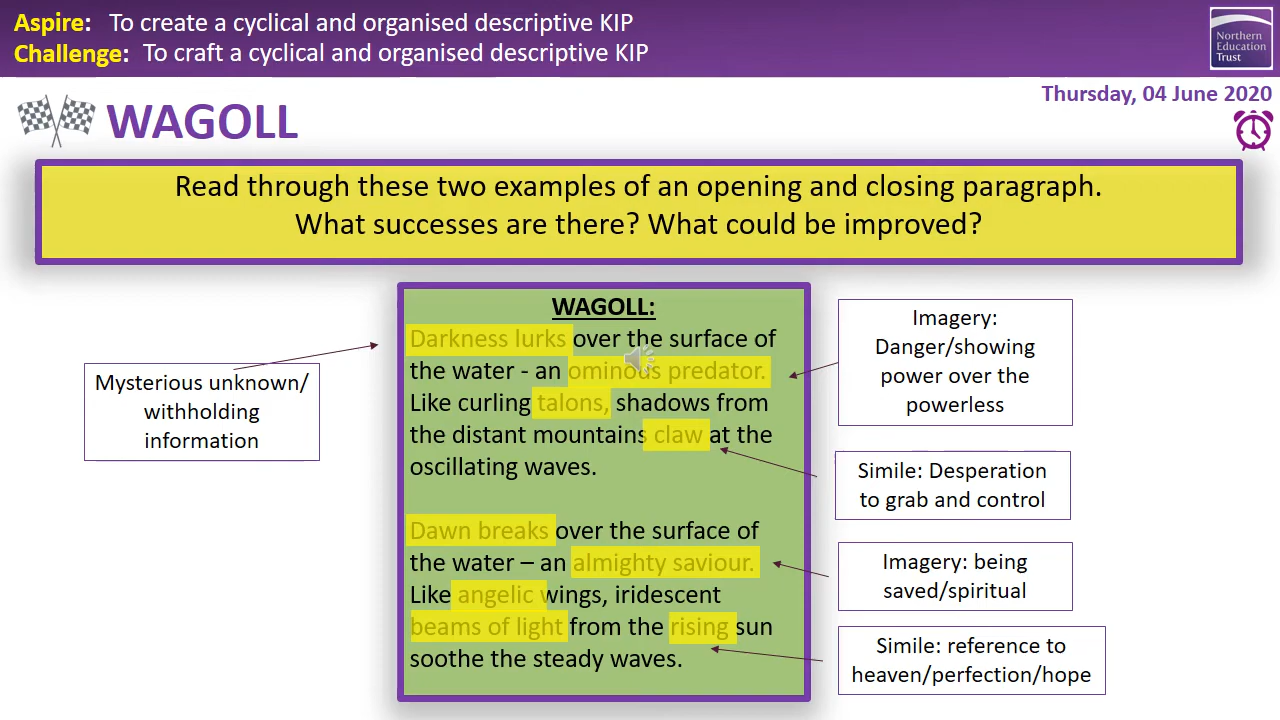 Aspire: To create a cyclical and organised descriptive KIP
Challenge: To craft a cyclical and organised descriptive KIP
Northern
Education
Trust
Thursday, 04 June 2020
WAGOLL
Read through these two examples of an opening and closing paragraph.
What successes are there? What could be improved?
Mysterious unknown/
withholding
information
WAGOLL:
Darkness lurks over the surface of
the water - an ominous predator.
Like curling talons, shadows from
the distant mountains claw at the
oscillating waves.
Dawn breaks over the surface of
the water – an almighty saviour.
Like angelic wings, iridescent
beams of light from the rising sun
soothe the steady waves.
Imagery:
Danger/showing
power over the
powerless
Simile: Desperation
to grab and control
Imagery: being
saved/spiritual
Simile: reference to
heaven/perfection/hope